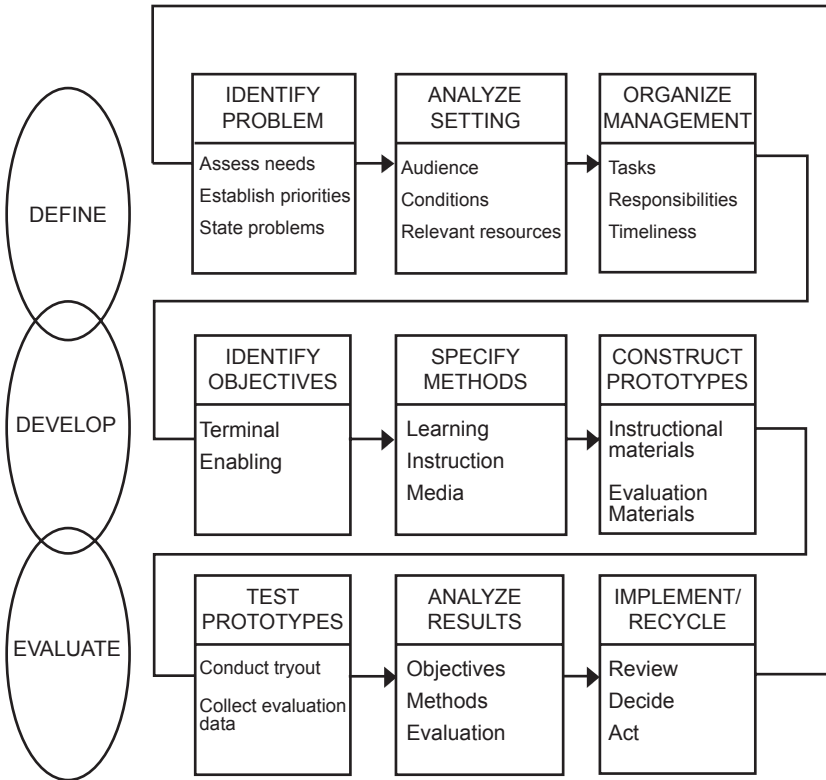 DEFINE
IDENTIFY
PROBLEM
Assess needs
Establish priorities
State problems
ANALYZE
SETTING
Audience
Conditions
Relevant resources
ORGANIZE
MANAGEMENT
Tasks
Responsibilities
Timeliness
DEVELOP
IDENTIFY
OBJECTIVES
Terminal
Enabling
SPECIFY
METHODS
Learning
Instruction
Media
CONSTRUCT
PROTOTYPES
Instructional
materials
Evaluation
Materials
EVALUATE
TEST
PROTOTYPES
Conduct tryout
Collect evaluation
data
ANALYZE
RESULTS
Objectives
Methods
Evaluation
IMPLEMENT/
RECYCLE
Review
Decide
Act